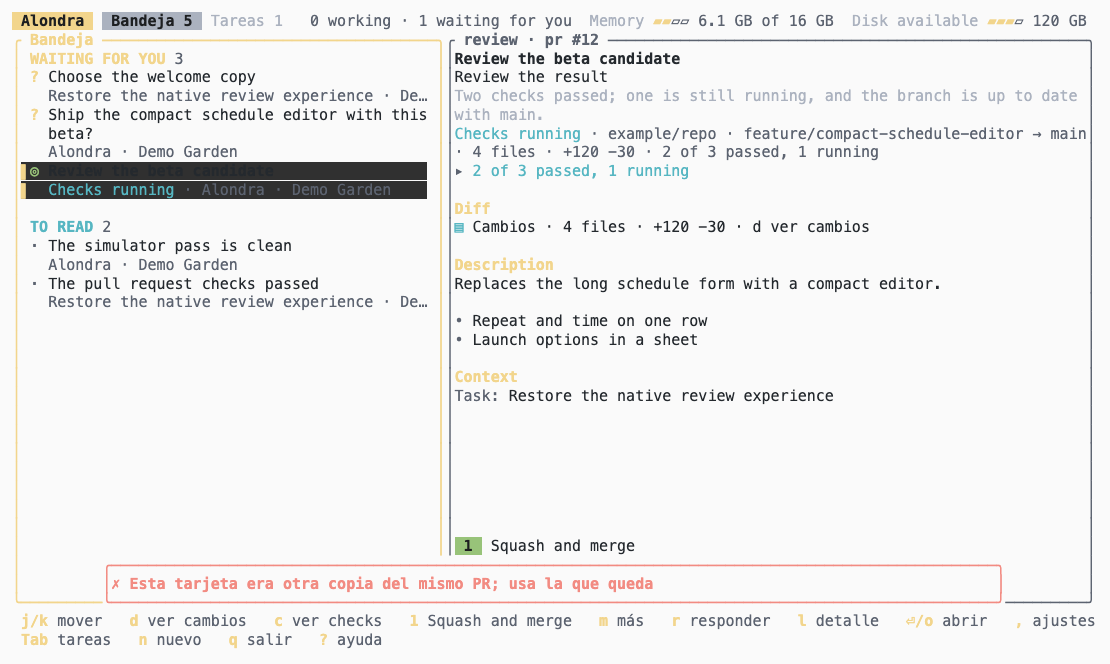 Alondra Bandeja 5 Tareas 1 0 working · 1 waiting for you Memory ▰▰▱▱ 6.1 GB of 16 GB Disk available ▰▰▰▱ 120 GB
Bandeja
WAITING FOR YOU 3
? Choose the welcome copy
Restore the native review experience · De…
? Ship the compact schedule editor with this
beta?
Alondra · Demo Garden
◎ Review the beta candidate
Checks running · Alondra · Demo Garden
TO READ 2
· The simulator pass is clean
Alondra · Demo Garden
· The pull request checks passed
Restore the native review experience · De…
review · pr #12
Review the beta candidate
Review the result
Two checks passed; one is still running, and the branch is up to date
with main.
Checks running · example/repo · feature/compact-schedule-editor → main
· 4 files · +120 −30 · 2 of 3 passed, 1 running
▸ 2 of 3 passed, 1 running
Diff
▤ Cambios · 4 files · +120 −30 · d ver cambios
Description
Replaces the long schedule form with a compact editor.
• Repeat and time on one row
• Launch options in a sheet
Context
Task: Restore the native review experience
1 Squash and merge
✗ Esta tarjeta era otra copia del mismo PR; usa la que queda
j/k mover d ver cambios c ver checks 1 Squash and merge m más r responder l detalle ⏎/o abrir , ajustes
Tab tareas n nuevo q salir ? ayuda